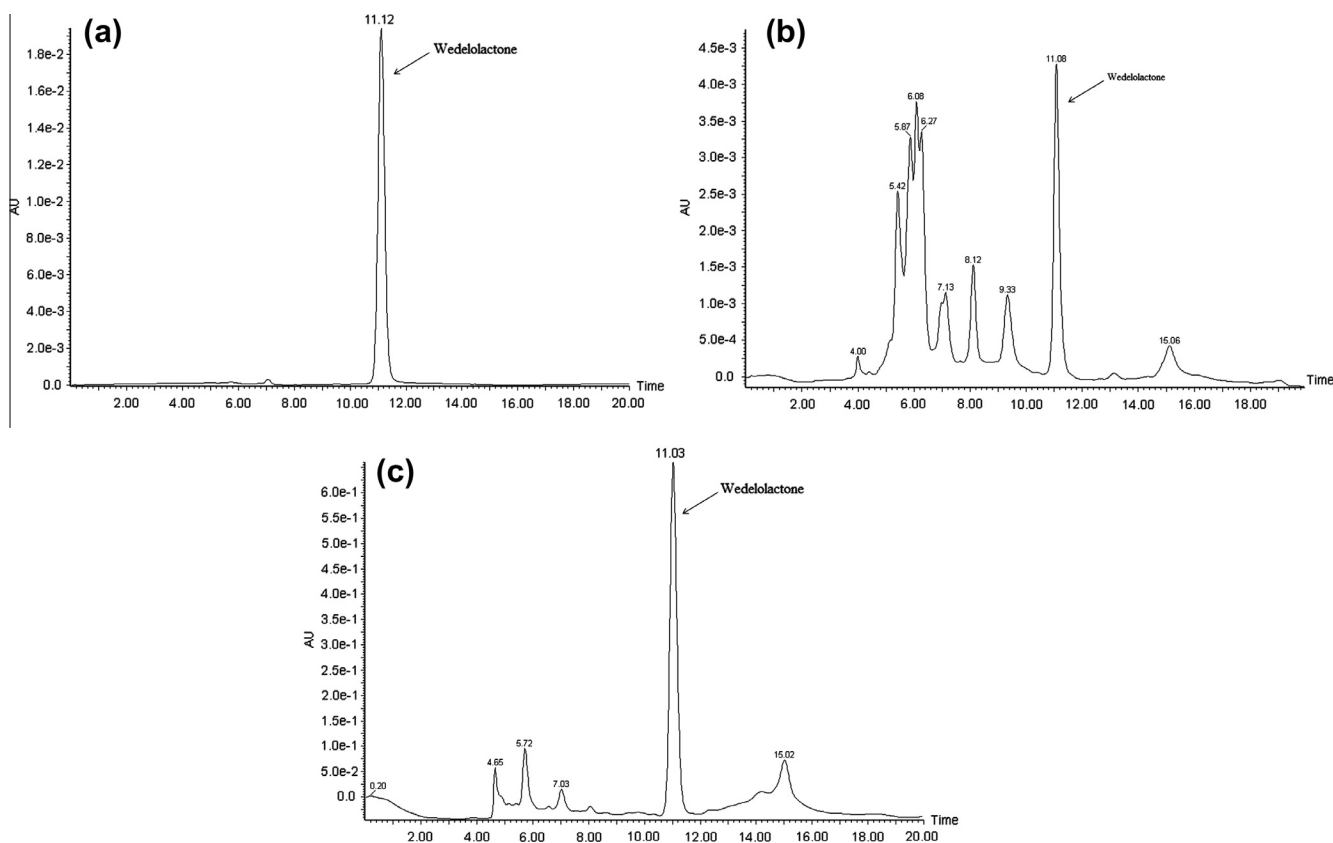 (a)
11.12
Wedelolactone
1.8e-2
1.6e-2
1.4e-2
1.2e-2
1.0e-2
8.0e-3
6.0e-3
4.0e-3
2.0e-3
0.0
AU
Time
2.00 4.00 6.00 8.00 10.00 12.00 14.00 16.00 18.00 20.00
(b)
4.5e-3
4.0e-3
3.5e-3
3.0e-3
2.5e-3
2.0e-3
1.5e-3
1.0e-3
5.0e-4
0.0
AU
11.08
Wedelolactone
6.08
5.87
6.27
5.42
8.12
7.13
9.33
4.00
15.06
Time
2.00 4.00 6.00 8.00 10.00 12.00 14.00 16.00 18.00
(c)
11.03
Wedelolactone
6.0e-1
5.5e-1
5.0e-1
4.5e-1
4.0e-1
3.5e-1
3.0e-1
2.5e-1
2.0e-1
1.5e-1
1.0e-1
5.0e-2
0.0
AU
0.20
4.65
5.72
7.03
15.02
Time
2.00 4.00 6.00 8.00 10.00 12.00 14.00 16.00 18.00 20.00